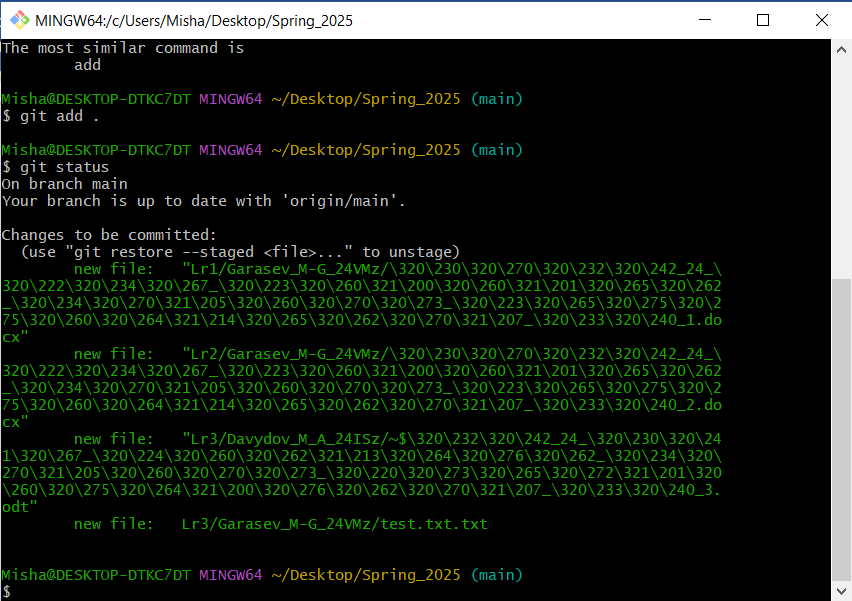 MINGW64:/c/Users/Misha/Desktop/Spring_2025
The most similar command is
        add
Misha@DESKTOP-DTKC7DT MINGW64 ~/Desktop/Spring_2025 (main)
$ git add .
Misha@DESKTOP-DTKC7DT MINGW64 ~/Desktop/Spring_2025 (main)
$ git status
On branch main
Your branch is up to date with 'origin/main'.
Changes to be committed:
  (use "git restore --staged <file>..." to unstage)
        new file:   "Lr1/Garasev_M-G_24VMz/\320\230\320\270\320\232\320\242_24_\
320\222\320\234\320\267_\320\223\320\260\321\200\320\260\321\201\320\265\320\262
_\320\234\320\270\321\205\320\260\320\270\320\273_\320\223\320\265\320\275\320\2
75\320\260\320\264\321\214\320\265\320\262\320\270\321\207_\320\233\320\240_1.do
cx"
        new file:   "Lr2/Garasev_M-G_24VMz/\320\230\320\270\320\232\320\242_24_\
320\222\320\234\320\267_\320\223\320\260\321\200\320\260\321\201\320\265\320\262
_\320\234\320\270\321\205\320\260\320\270\320\273_\320\223\320\265\320\275\320\2
75\320\260\320\264\321\214\320\265\320\262\320\270\321\207_\320\233\320\240_2.do
cx"
        new file:   "Lr3/Davydov_M_A_24ISz/~$\320\232\320\242_24_\320\230\320\24
1\320\267_\320\224\320\260\320\262\321\213\320\264\320\276\320\262_\320\234\320\
270\321\205\320\260\320\270\320\273_\320\220\320\273\320\265\320\272\321\201\320
\260\320\275\320\264\321\200\320\276\320\262\320\270\321\207_\320\233\320\240_3.
odt"
        new file:   Lr3/Garasev_M-G_24VMz/test.txt.txt
Misha@DESKTOP-DTKC7DT MINGW64 ~/Desktop/Spring_2025 (main)
$